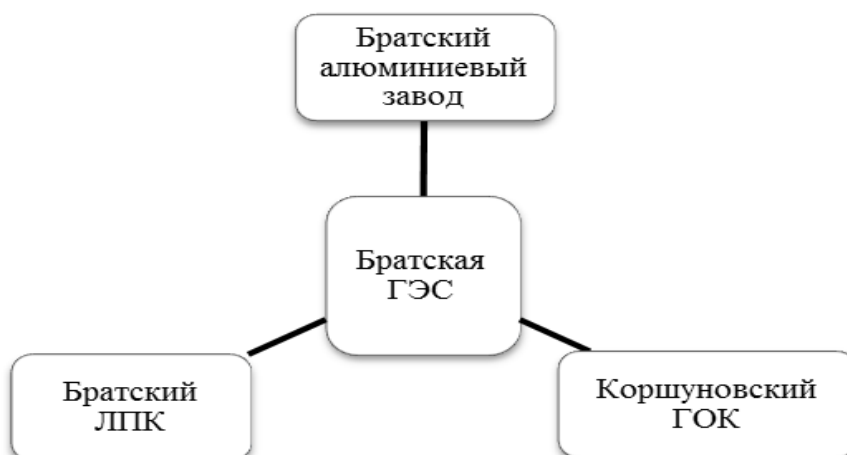 Братский
алюминиевый
завод
Братская
ГЭС
Братский
ЛПК
Коршуновский
ГОК